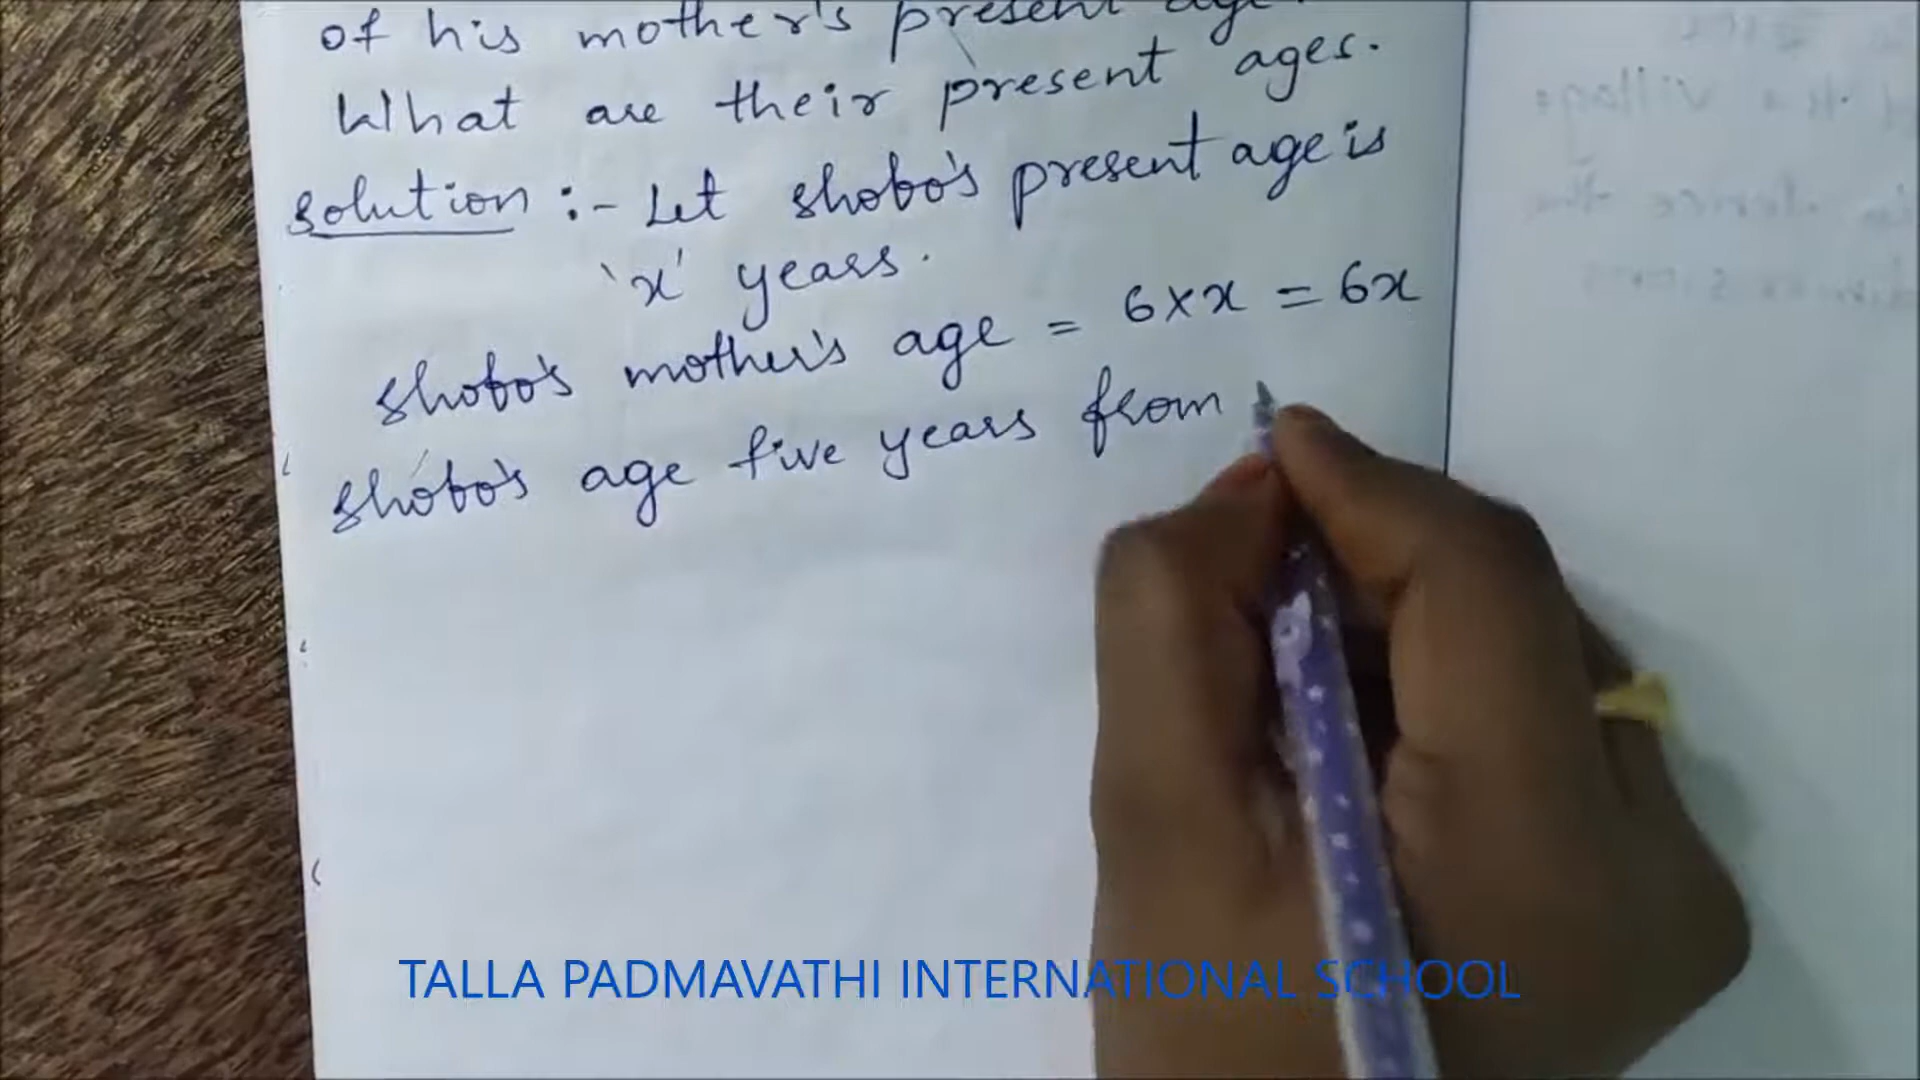 of his mother's present age.
What are their present ages.
solution :- Let shobo's present age is
'x' years.
shobo's mother's age = 6×x = 6x
shobo's age five years from
TALLA PADMAVATHI INTERNATIONAL SCHOOL